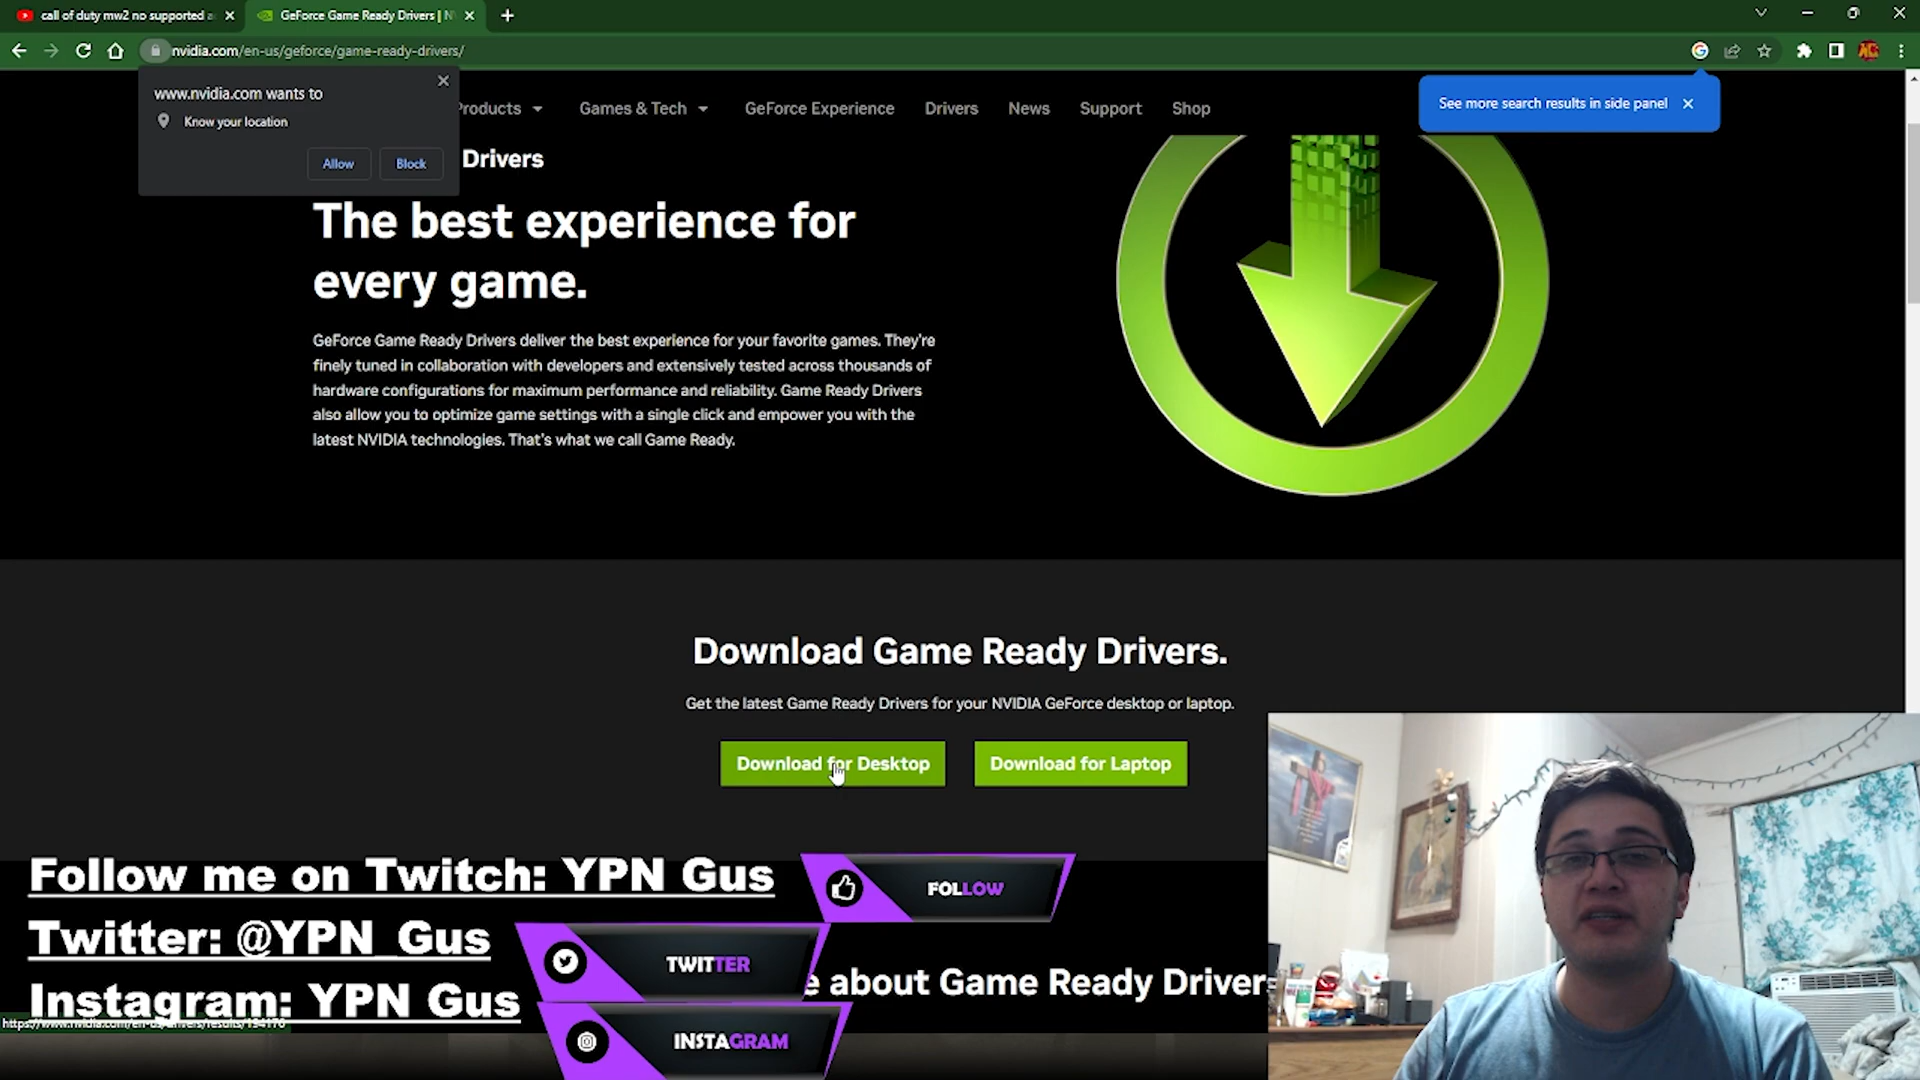 call of duty mw2 no supported
GeForce Game Ready Drivers | N
nvidia.com/en-us/geforce/game-ready-drivers/
www.nvidia.com wants to
Know your location
Allow
Block
Products
Games & Tech
GeForce Experience
Drivers
News
Support
Shop
See more search results in side panel
Drivers
The best experience for
every game.
GeForce Game Ready Drivers deliver the best experience for your favorite games. They're
finely tuned in collaboration with developers and extensively tested across thousands of
hardware configurations for maximum performance and reliability. Game Ready Drivers
also allow you to optimize game settings with a single click and empower you with the
latest NVIDIA technologies. That's what we call Game Ready.
Download Game Ready Drivers.
Get the latest Game Ready Drivers for your NVIDIA GeForce desktop or laptop.
Download for Desktop
Download for Laptop
Follow me on Twitch: YPN Gus
FOLLOW
Twitter: @YPN_Gus
TWITTER
e about Game Ready Driver
Instagram: YPN Gus
INSTAGRAM